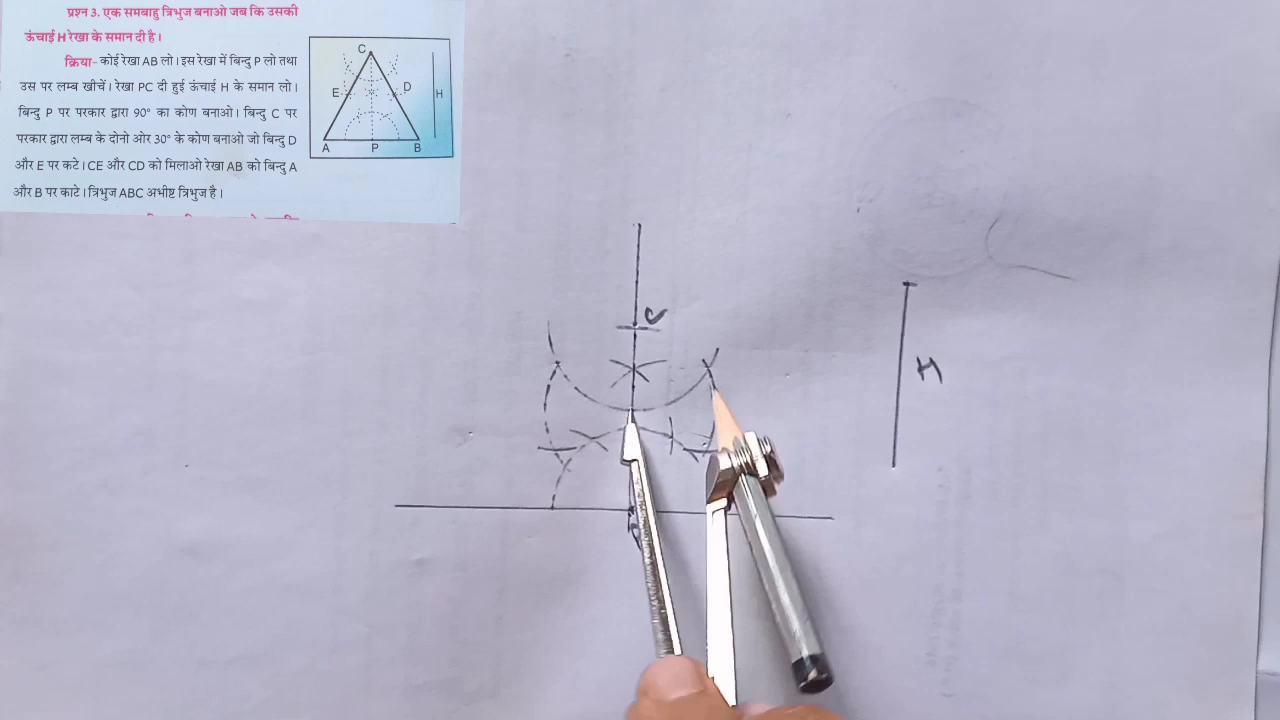 प्रश्न 3. एक समबाहु त्रिभुज बनाओ जब कि उसकी
ऊंचाई H रेखा के समान दी है।
क्रिया- कोई रेखा AB लो। इस रेखा में बिन्दु P लो तथा
उस पर लम्ब खींचें। रेखा PC दी हुई ऊंचाई H के समान लो।
बिन्दु P पर परकार द्वारा 90° का कोण बनाओ। बिन्दु C पर
परकार द्वारा लम्ब के दोनो ओर 30° के कोण बनाओ जो बिन्दु D
और E पर कटे। CE और CD को मिलाओ रेखा AB को बिन्दु A
और B पर काटे। त्रिभुज ABC अभीष्ट त्रिभुज है।
C
E
D
H
A
P
B
C
H